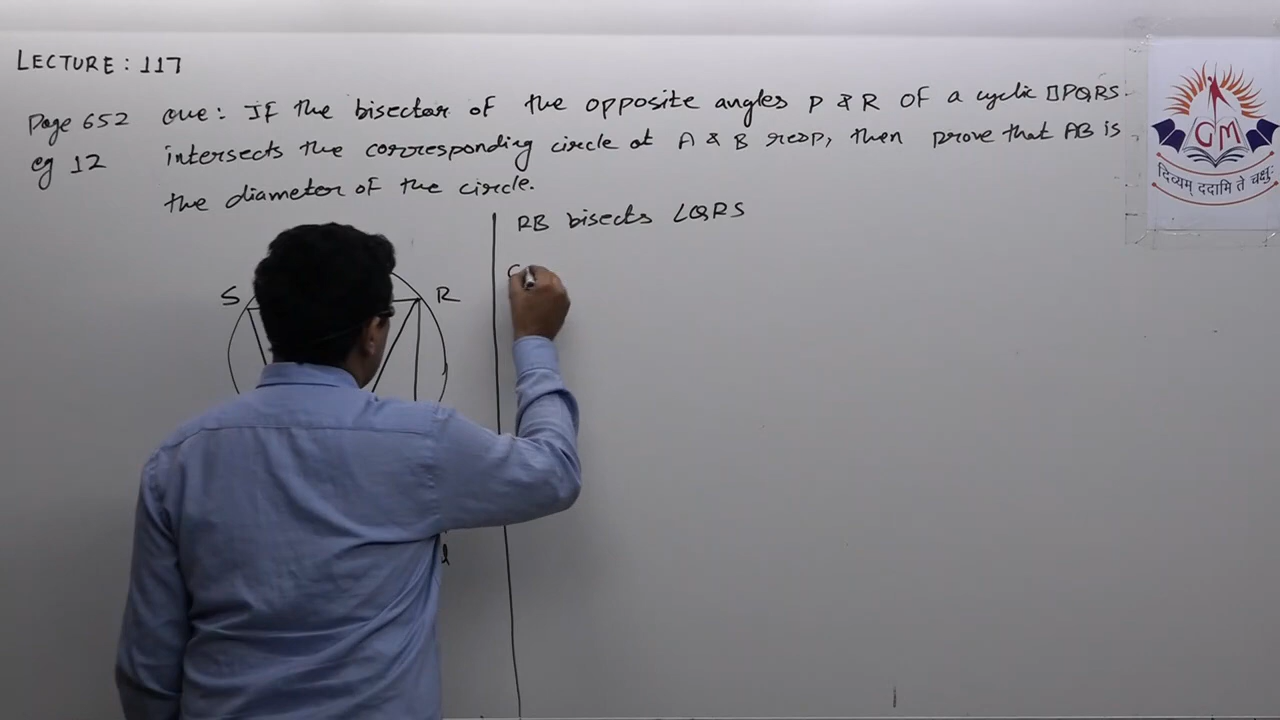 LECTURE : 117
Page 652 Que : If the bisector of the opposite angles P & R of a cyclic □PQRS
eg 12 intersects the corresponding circle at A & B resp, then prove that AB is
the diameter of the circle.
RB bisects ∠QRS
S R
GM
दिव्यम् ददामि ते चक्षुः